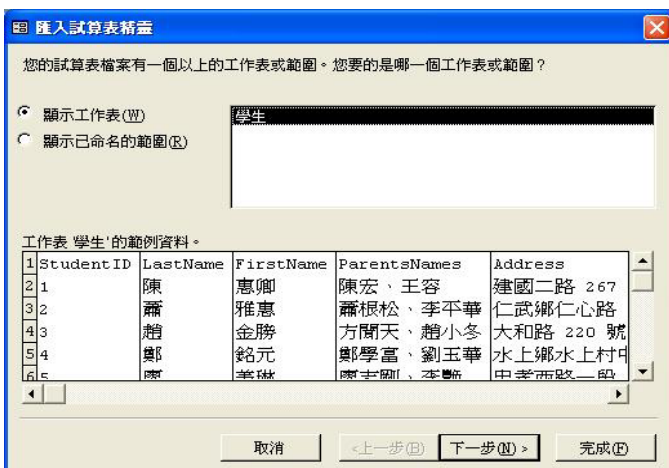 匯入試算表精靈
您的試算表檔案有一個以上的工作表或範圍。您要的是哪一個工作表或範圍？
顯示工作表(W)
顯示已命名的範圍(R)
學生
工作表 '學生'的範例資料。
1 StudentID LastName FirstName ParentsNames Address
2 1 陳 惠卿 陳宏、王容 建國二路 267
3 2 蕭 雅惠 蕭根松、李平華 仁武鄉仁心路
4 3 趙 金勝 方聞天、趙小冬 大和路 220 號
5 4 鄭 銘元 鄭學富、劉玉華 水上鄉水上村中
6 5 廖 美琳
取消 <上一步(B) 下一步(N) > 完成(F)